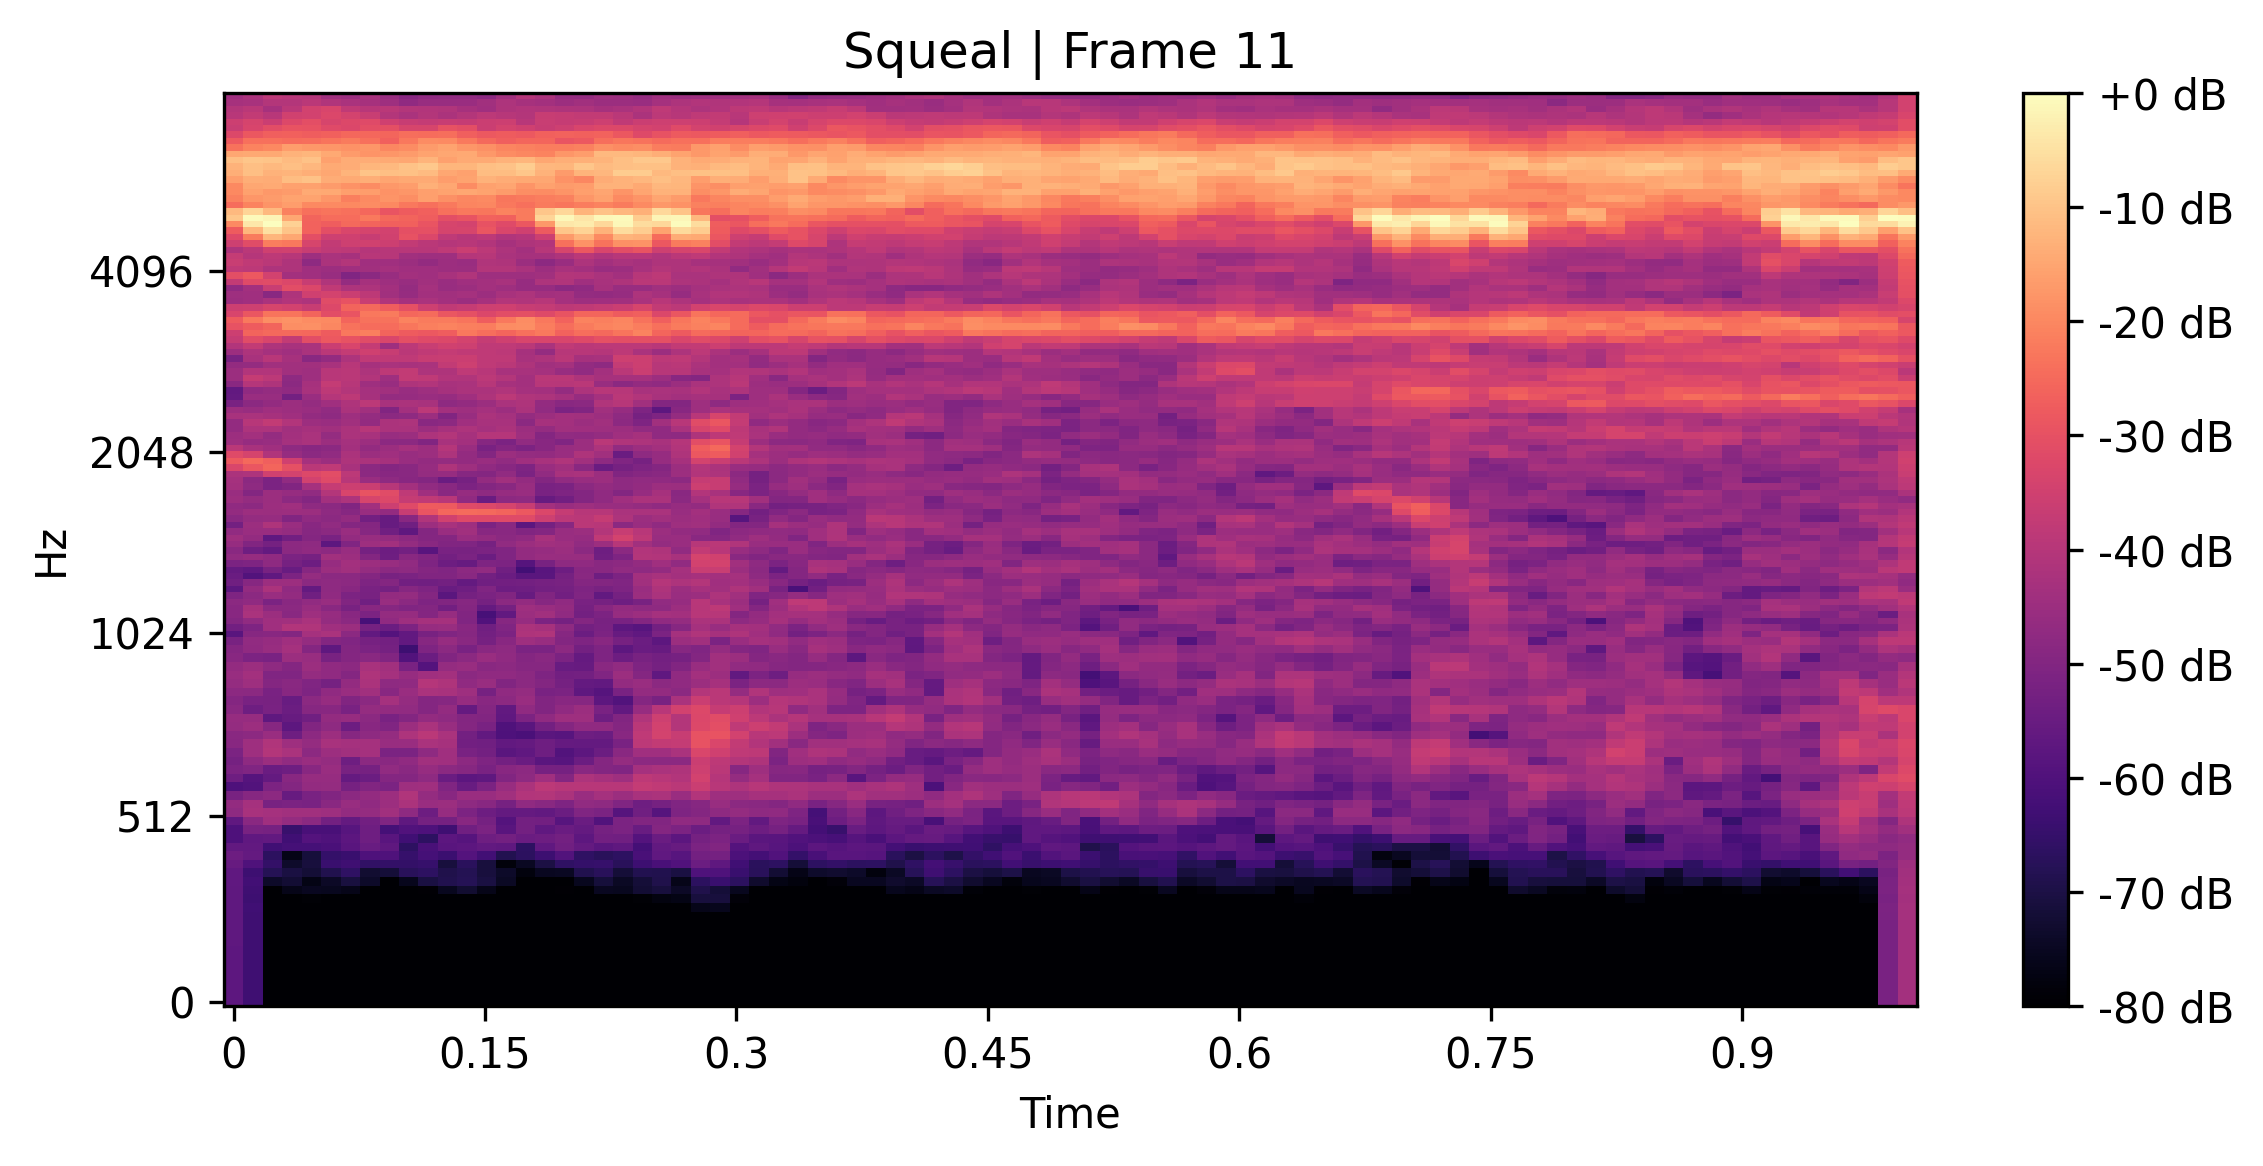 Squeal | Frame 11
+0 dB
-10 dB
-20 dB
-30 dB
-40 dB
-50 dB
-60 dB
-70 dB
-80 dB
Hz
4096
2048
1024
512
0
0 0.15 0.3 0.45 0.6 0.75 0.9
Time